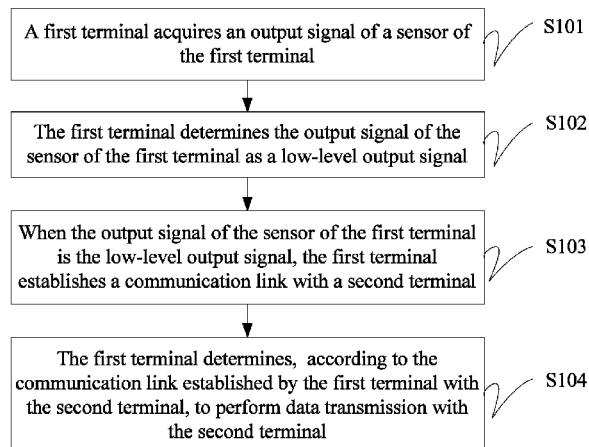 A first terminal acquires an output signal of a sensor of
the first terminal
S101
The first terminal determines the output signal of the
sensor of the first terminal as a low-level output signal
S102
When the output signal of the sensor of the first terminal
is the low-level output signal, the first terminal
establishes a communication link with a second terminal
S103
The first terminal determines, according to the
communication link established by the first terminal with
the second terminal, to perform data transmission with
the second terminal
S104